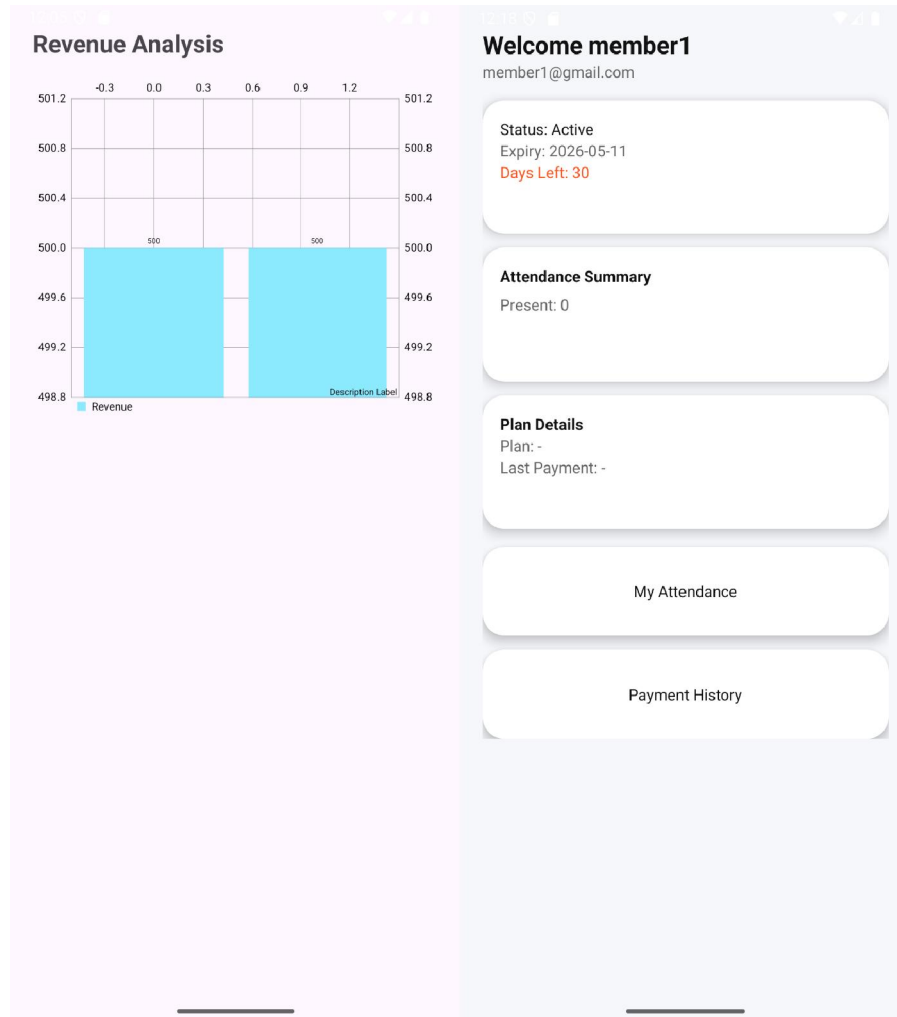 Revenue Analysis
-0.3 0.0 0.3 0.6 0.9 1.2
501.2 501.2
500.8 500.8
500.4 500.4
500 500
500.0 500.0
499.6 499.6
499.2 499.2
Description Label
498.8 498.8
Revenue
12:18
Welcome member1
member1@gmail.com
Status: Active
Expiry: 2026-05-11
Days Left: 30
Attendance Summary
Present: 0
Plan Details
Plan: -
Last Payment: -
My Attendance
Payment History